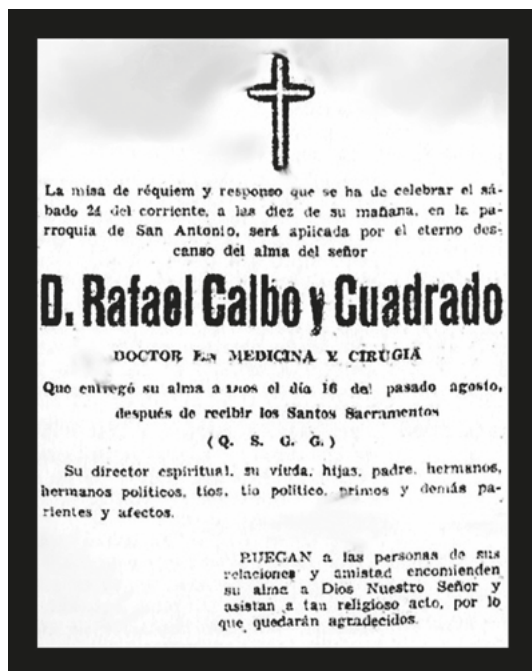 La misa de réquiem y responso que se ha de celebrar el sá-
bado 24 del corriente, a las diez de su mañana, en la pa-
rroquia de San Antonio, será aplicada por el eterno des-
canso del alma del señor
D. Rafael Calbo y Cuadrado
DOCTOR EN MEDICINA Y CIRUGIA
Que entregó su alma a Dios el día 16 del pasado agosto,
después de recibir los Santos Sacramentos
( Q. S. G. G. )
Su director espiritual, su viuda, hijas, padre, hermanos,
hermanos políticos, tíos, tío político, primos y demás pa-
rientes y afectos.
RUEGAN a las personas de sus
relaciones y amistad encomienden
su alma a Dios Nuestro Señor y
asistan a tan religioso acto, por lo
que quedarán agradecidos.